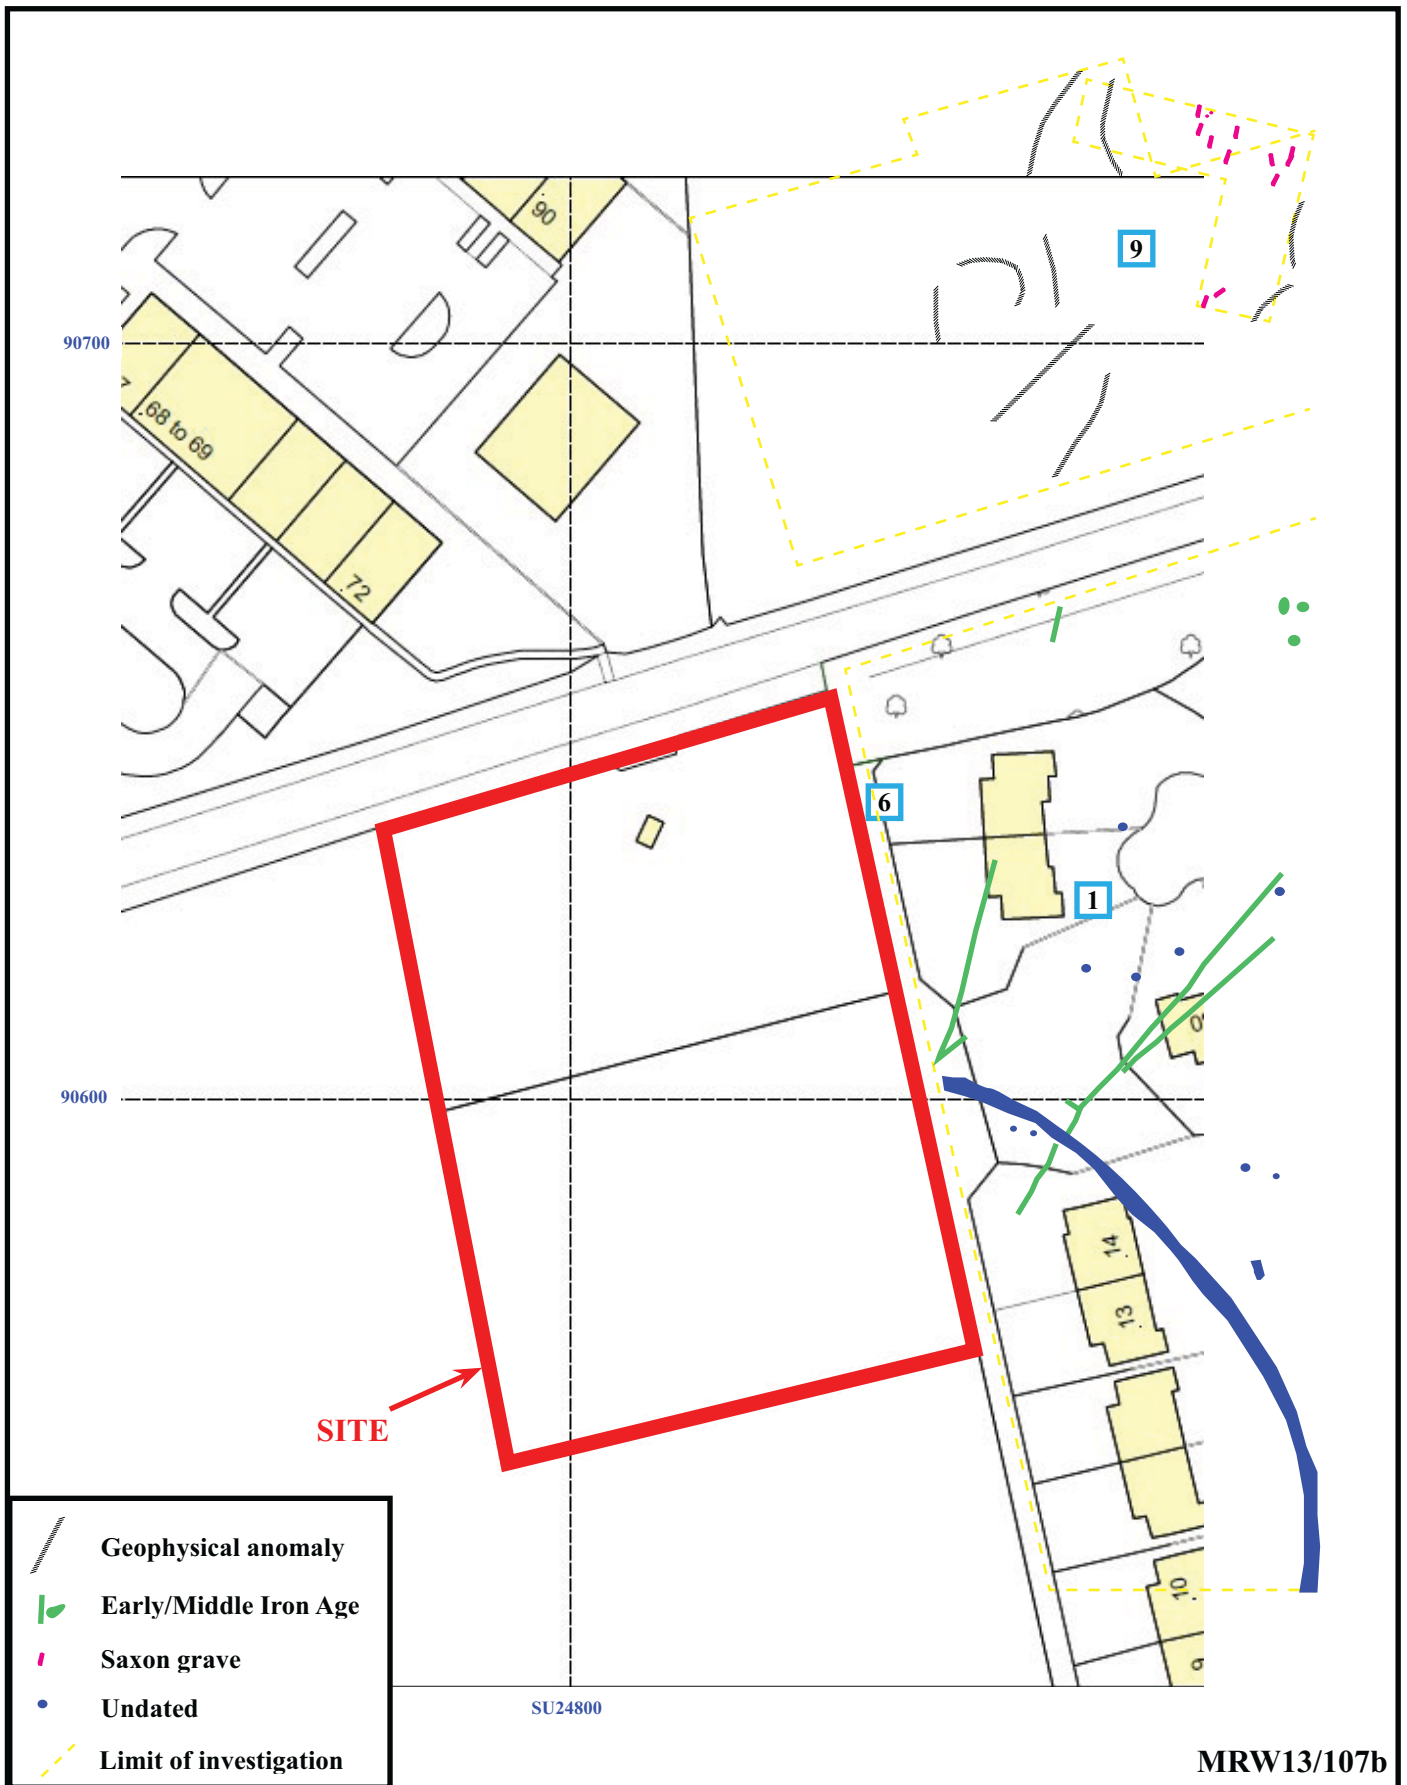 90
9
90700
7
68 to 69
72
6
1
90600
14
13
SITE
10
9
Geophysical anomaly
Early/Middle Iron Age
Saxon grave
Undated
Limit of investigation
SU24800
MRW13/107b